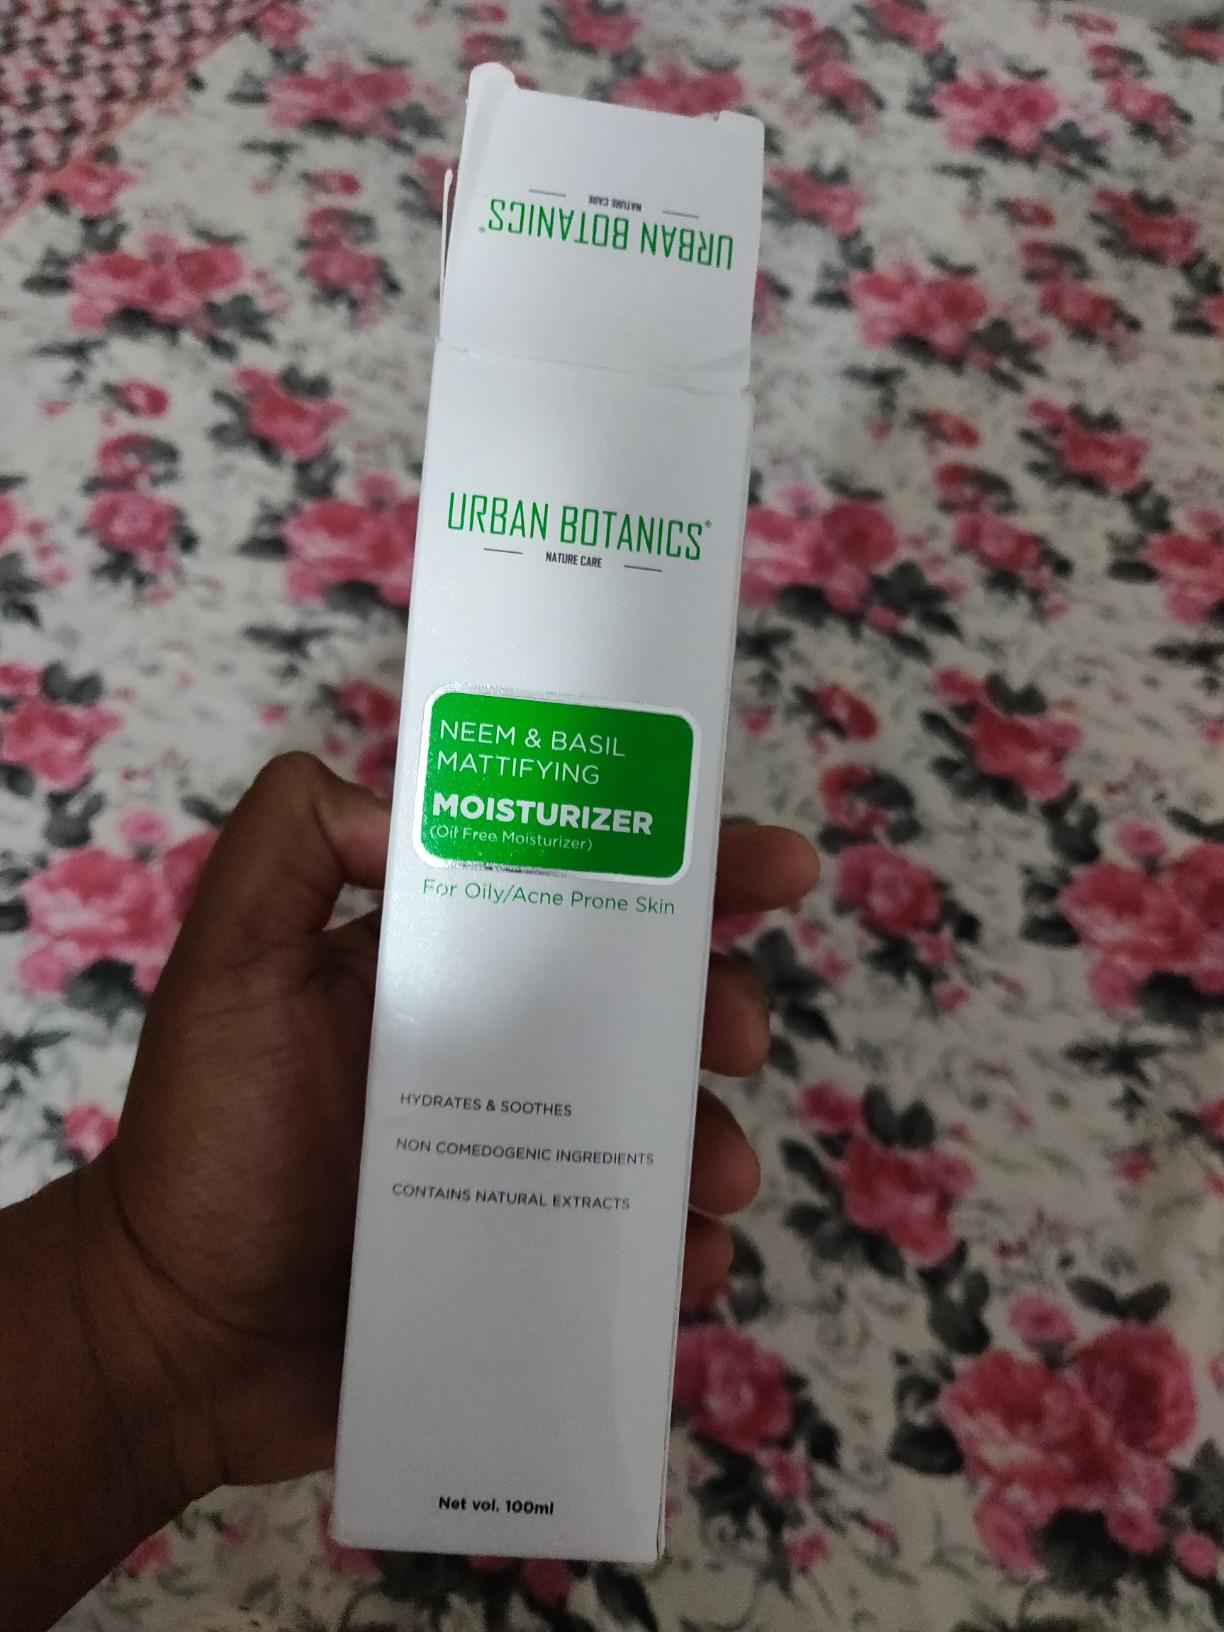 URBAN BOTANICS®
NATURE CARE
URBAN BOTANICS®
NATURE CARE
NEEM & BASIL
MATTIFYING
MOISTURIZER
(Oil Free Moisturizer)
For Oily/Acne Prone Skin
HYDRATES & SOOTHES
NON COMEDOGENIC INGREDIENTS
CONTAINS NATURAL EXTRACTS
Net vol. 100ml